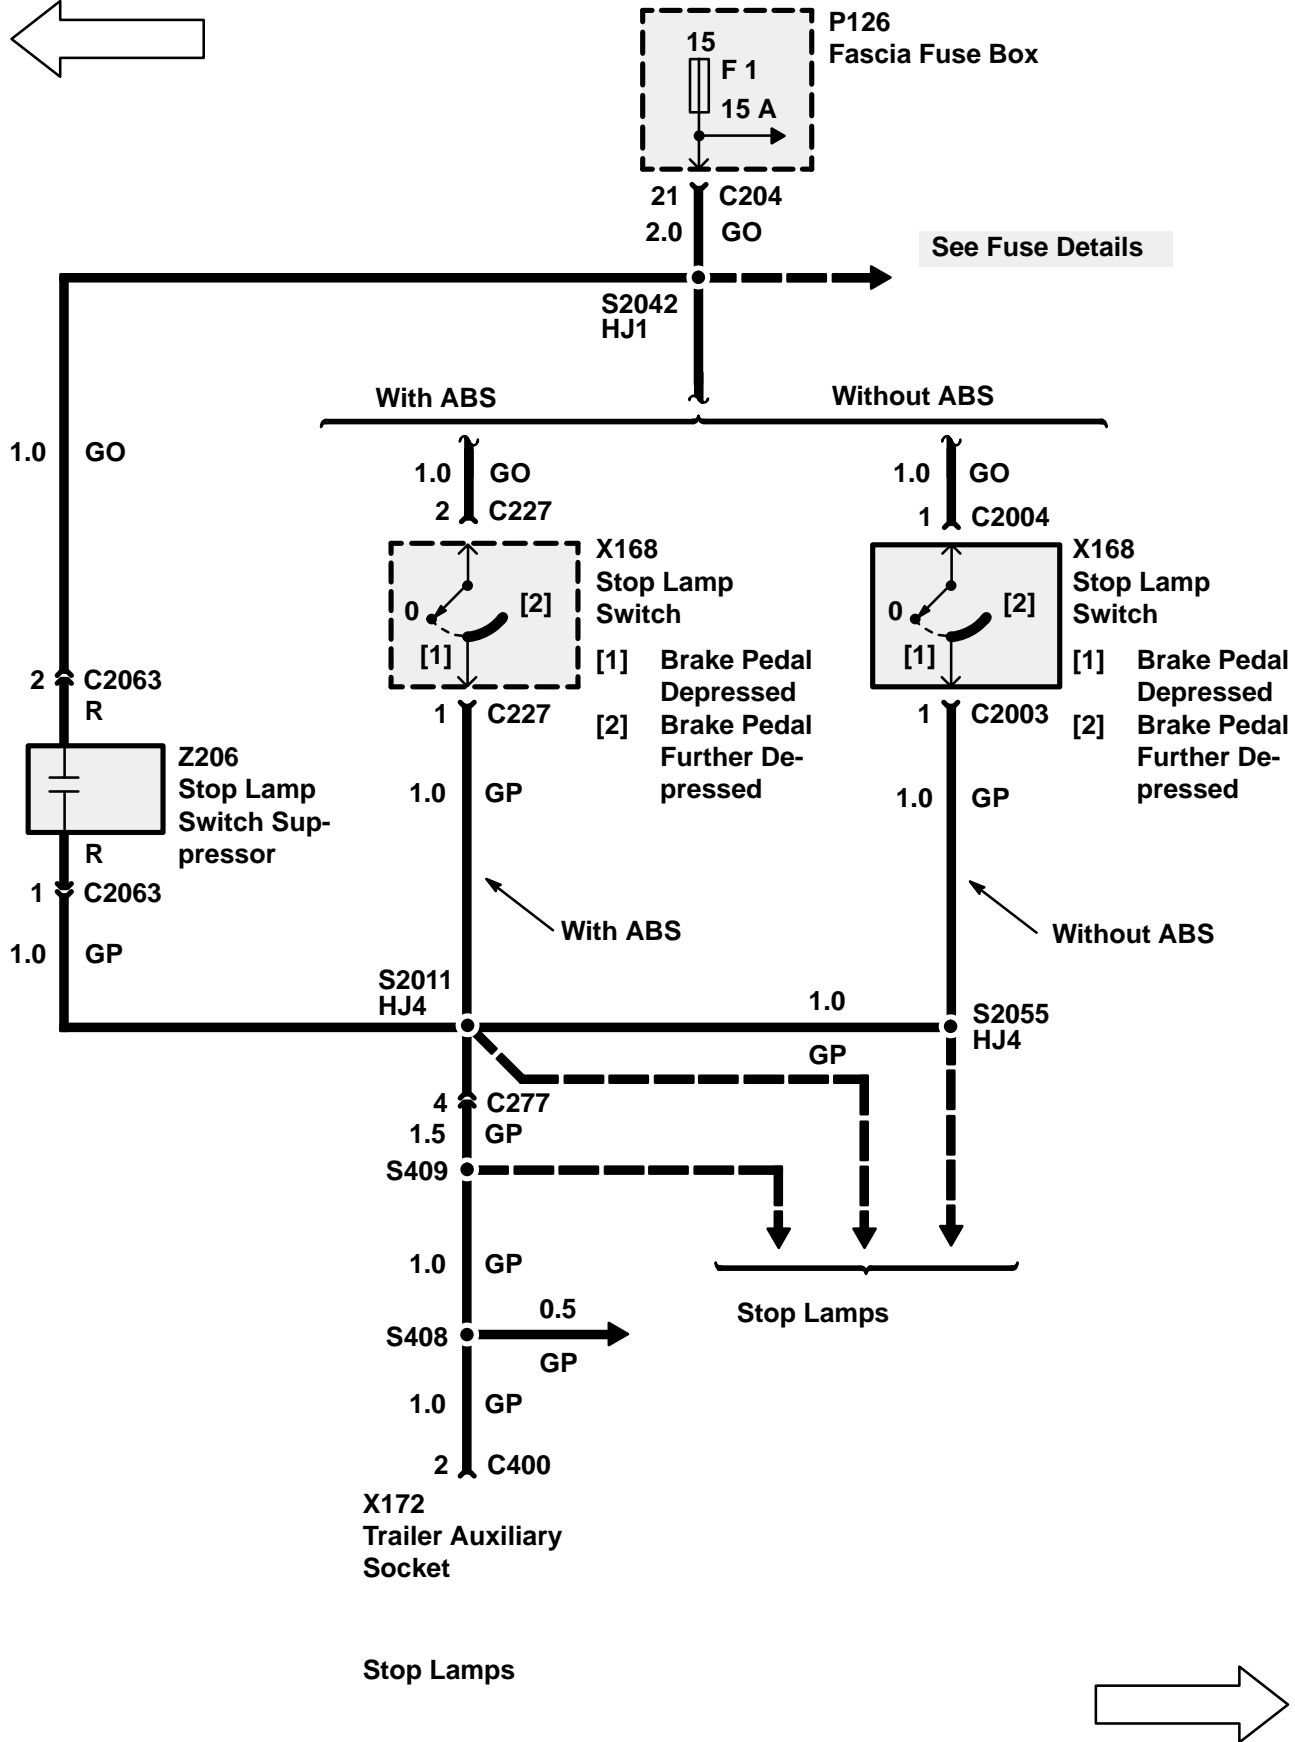 P126
Fascia Fuse Box
15
F 1
15 A
21 C204
2.0 GO
See Fuse Details
S2042
HJ1
With ABS
Without ABS
1.0 GO
1.0 GO
1.0 GO
2 C227
1 C2004
X168
Stop Lamp
Switch
0
[2]
[1]
[1] Brake Pedal
Depressed
[2] Brake Pedal
Further De-
pressed
X168
Stop Lamp
Switch
0
[2]
[1]
[1] Brake Pedal
Depressed
[2] Brake Pedal
Further De-
pressed
2 C2063
R
1 C227
1 C2003
Z206
Stop Lamp
Switch Sup-
pressor
1.0 GP
1.0 GP
R
1 C2063
1.0 GP
With ABS
Without ABS
S2011
HJ4
1.0
GP
S2055
HJ4
4 C277
1.5 GP
S409
1.0 GP
0.5
S408
GP
Stop Lamps
1.0 GP
2 C400
X172
Trailer Auxiliary
Socket
Stop Lamps